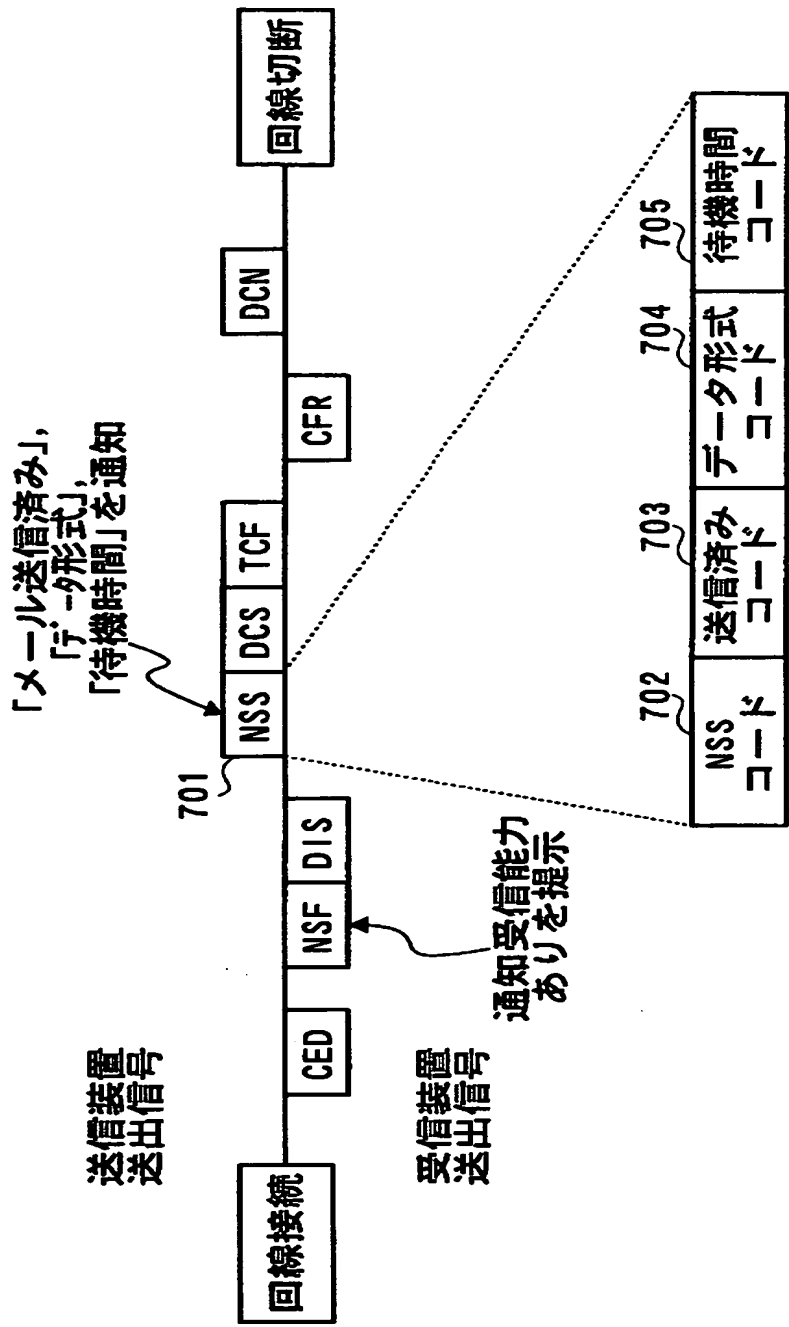 「メール送信済み」,
「データ形式」,
「待機時間」を通知
送信装置
送出信号
701
NSS
DCS
TCF
DCN
回線接続
回線切断
CED
NSF
DIS
CFR
受信装置
送出信号
通知受信能力
ありを提示
702
703
704
705
NSS
コード
送信済み
コード
データ形式
コード
待機時間
コード